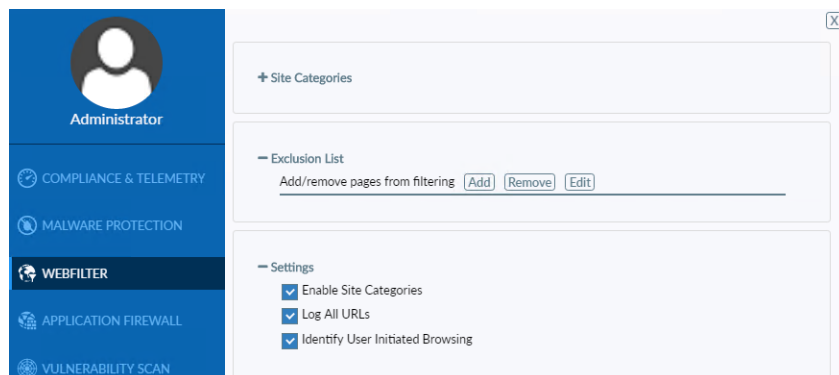 X
Administrator
COMPLIANCE & TELEMETRY
MALWARE PROTECTION
WEBFILTER
APPLICATION FIREWALL
VULNERABILITY SCAN
+ Site Categories
− Exclusion List
Add/remove pages from filtering Add Remove Edit
− Settings
Enable Site Categories
Log All URLs
Identify User Initiated Browsing